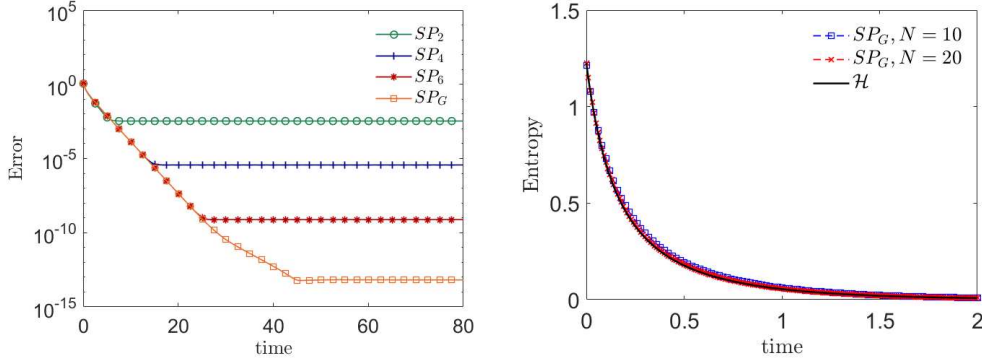 10^5
10^0
10^-5
10^-10
10^-15
Error
0 20 40 60 80
time
SP_2
SP_4
SP_6
SP_G
1.5
1
0.5
0
Entropy
0 0.5 1 1.5 2
time
SP_G, N = 10
SP_G, N = 20
ℋ